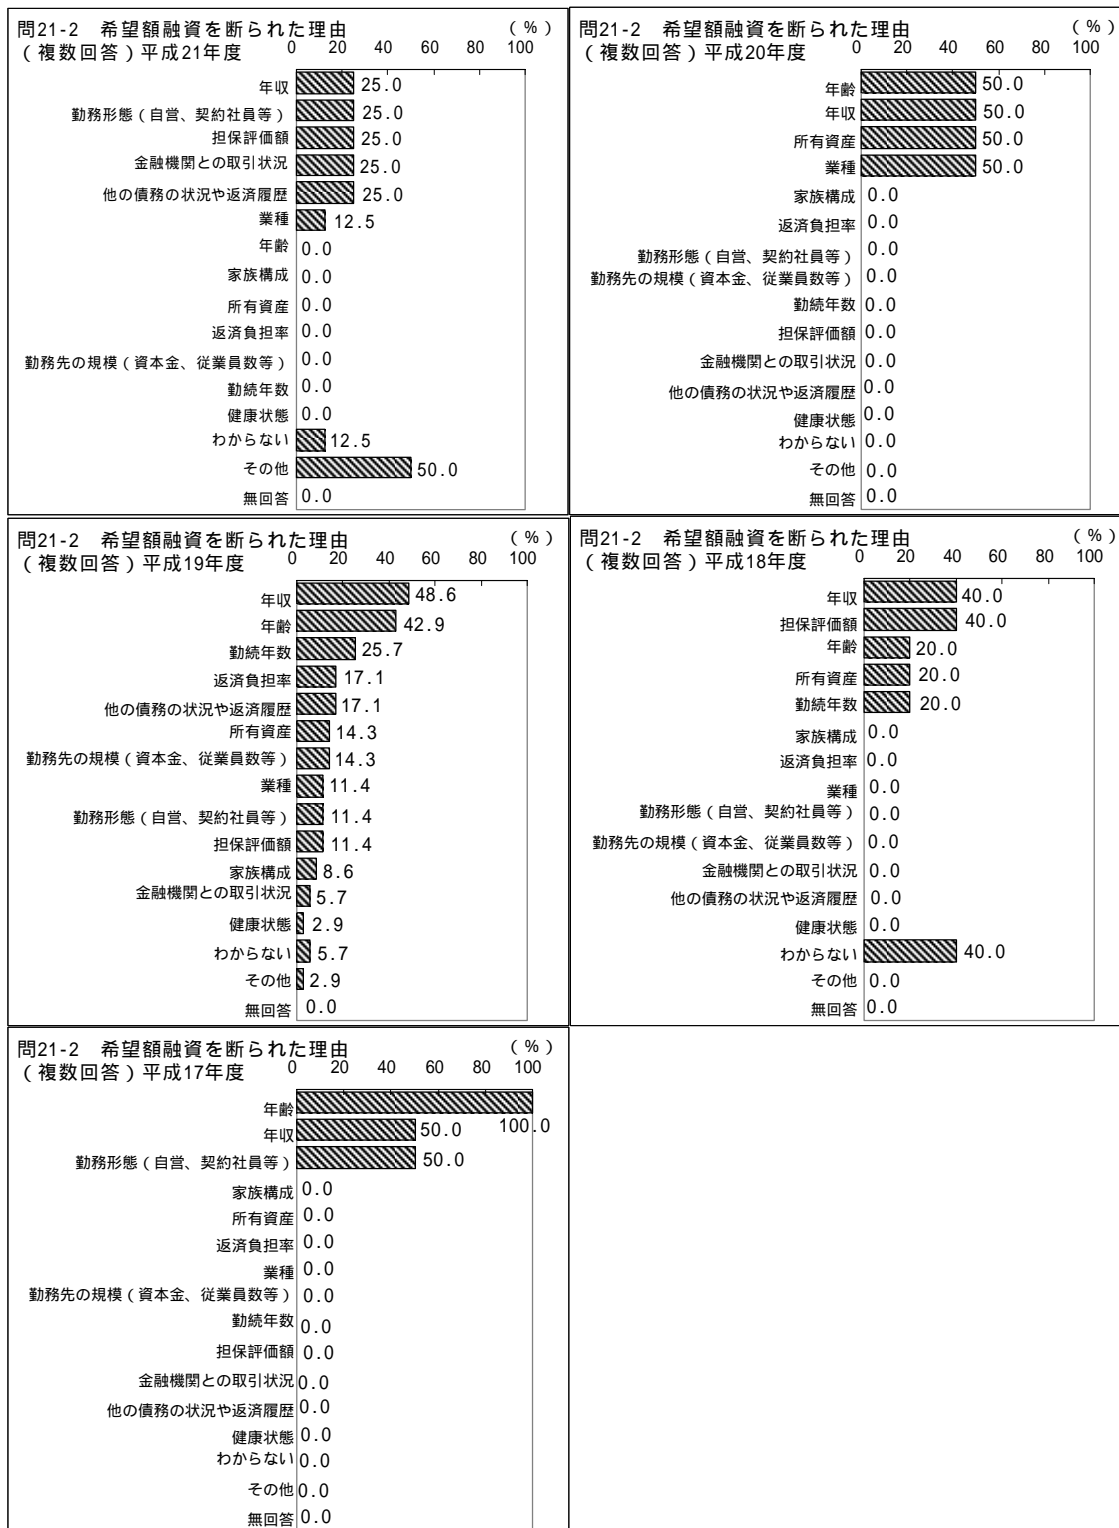 問21-2　希望額融資を断られた理由 （％）
（複数回答）平成21年度 0 20 40 60 80 100
年収 25.0
勤務形態（自営、契約社員等） 25.0
担保評価額 25.0
金融機関との取引状況 25.0
他の債務の状況や返済履歴 25.0
業種 12.5
年齢 0.0
家族構成 0.0
所有資産 0.0
返済負担率 0.0
勤務先の規模（資本金、従業員数等） 0.0
勤続年数 0.0
健康状態 0.0
わからない 12.5
その他 50.0
無回答 0.0
問21-2　希望額融資を断られた理由 （％）
（複数回答）平成20年度 0 20 40 60 80 100
年齢 50.0
年収 50.0
所有資産 50.0
業種 50.0
家族構成 0.0
返済負担率 0.0
勤務形態（自営、契約社員等） 0.0
勤務先の規模（資本金、従業員数等） 0.0
勤続年数 0.0
担保評価額 0.0
金融機関との取引状況 0.0
他の債務の状況や返済履歴 0.0
健康状態 0.0
わからない 0.0
その他 0.0
無回答 0.0
問21-2　希望額融資を断られた理由 （％）
（複数回答）平成19年度 0 20 40 60 80 100
年収 48.6
年齢 42.9
勤続年数 25.7
返済負担率 17.1
他の債務の状況や返済履歴 17.1
所有資産 14.3
勤務先の規模（資本金、従業員数等） 14.3
業種 11.4
勤務形態（自営、契約社員等） 11.4
担保評価額 11.4
家族構成 8.6
金融機関との取引状況 5.7
健康状態 2.9
わからない 5.7
その他 2.9
無回答 0.0
問21-2　希望額融資を断られた理由 （％）
（複数回答）平成18年度 0 20 40 60 80 100
年収 40.0
担保評価額 40.0
年齢 20.0
所有資産 20.0
勤続年数 20.0
家族構成 0.0
返済負担率 0.0
業種 0.0
勤務形態（自営、契約社員等） 0.0
勤務先の規模（資本金、従業員数等） 0.0
金融機関との取引状況 0.0
他の債務の状況や返済履歴 0.0
健康状態 0.0
わからない 40.0
その他 0.0
無回答 0.0
問21-2　希望額融資を断られた理由 （％）
（複数回答）平成17年度 0 20 40 60 80 100
年齢 100.0
年収 50.0
勤務形態（自営、契約社員等） 50.0
家族構成 0.0
所有資産 0.0
返済負担率 0.0
業種 0.0
勤務先の規模（資本金、従業員数等） 0.0
勤続年数 0.0
担保評価額 0.0
金融機関との取引状況 0.0
他の債務の状況や返済履歴 0.0
健康状態 0.0
わからない 0.0
その他 0.0
無回答 0.0